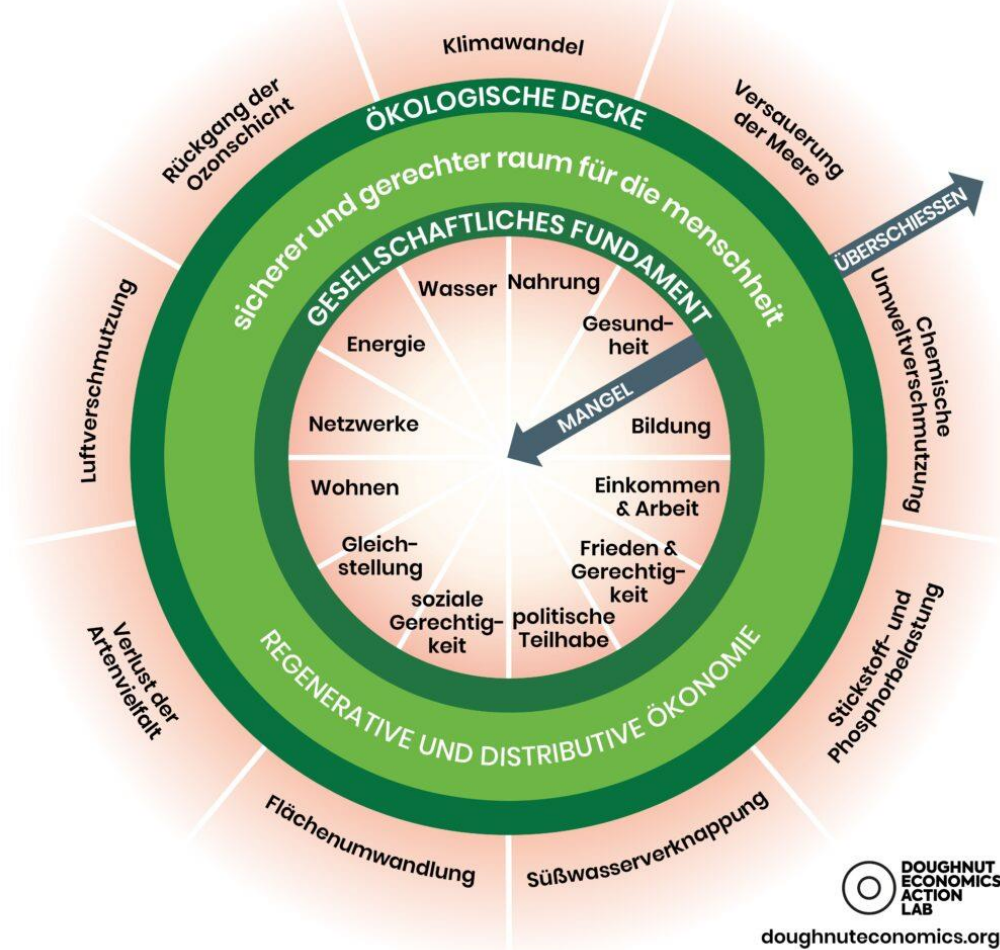 Klimawandel
Versauerung
der Meere
Chemische
Umweltverschmutzung
Stickstoff- und
Phosphorbelastung
Süßwasserverknappung
Flächenumwandlung
Verlust der
Artenvielfalt
Luftverschmutzung
Rückgang der
Ozonschicht
ÖKOLOGISCHE DECKE
sicherer und gerechter raum für die menschheit
GESELLSCHAFTLICHES FUNDAMENT
ÜBERSCHIESSEN
MANGEL
Wasser
Nahrung
Gesund-
heit
Bildung
Einkommen
& Arbeit
Frieden &
Gerechtig-
keit
politische
Teilhabe
soziale
Gerechtig-
keit
Gleich-
stellung
Wohnen
Netzwerke
Energie
REGENERATIVE UND DISTRIBUTIVE ÖKONOMIE
DOUGHNUT
ECONOMICS
ACTION
LAB
doughnuteconomics.org